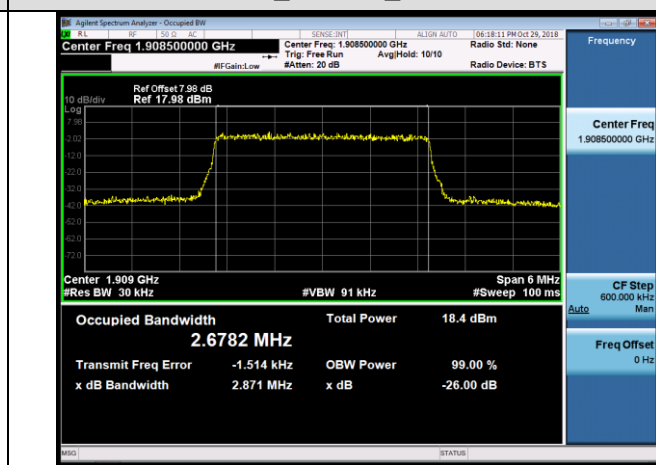 Agilent Spectrum Analyzer - Occupied BW
RL RF 50 Ω AC SENSE:INT ALIGN AUTO 06:18:11 PM Oct 29, 2018
Center Freq 1.908500000 GHz Center Freq: 1.908500000 GHz Radio Std: None Frequency
Trig: Free Run Avg|Hold: 10/10
#IFGain:Low #Atten: 20 dB Radio Device: BTS
Ref Offset 7.98 dB
10 dB/div Ref 17.98 dBm
Log
7.98
-2.02
-12.0
-22.0
-32.0
-42.0
-52.0
-62.0
-72.0
Center Freq
1.908500000 GHz
Center 1.909 GHz Span 6 MHz
#Res BW 30 kHz #VBW 91 kHz #Sweep 100 ms
CF Step
600.000 kHz
Auto Man
Occupied Bandwidth Total Power 18.4 dBm
2.6782 MHz
Freq Offset
0 Hz
Transmit Freq Error -1.514 kHz OBW Power 99.00 %
x dB Bandwidth 2.871 MHz x dB -26.00 dB
MSG STATUS